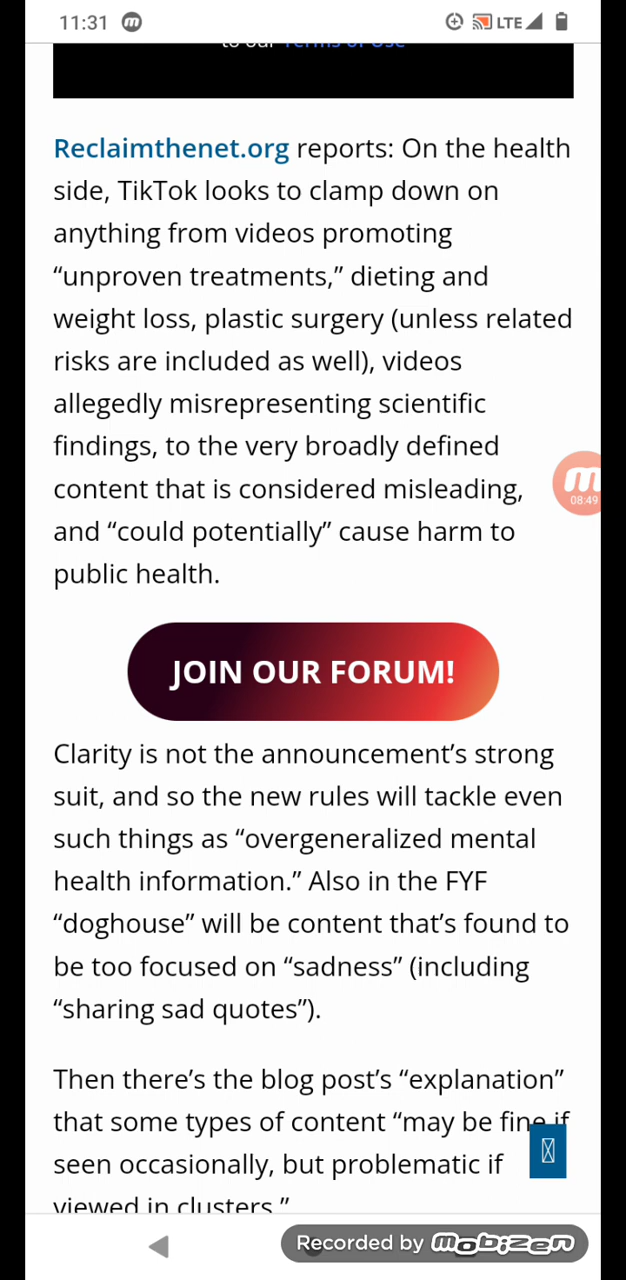 11:31 m LTE
to our Terms of Use
Reclaimthenet.org reports: On the health
side, TikTok looks to clamp down on
anything from videos promoting
“unproven treatments,” dieting and
weight loss, plastic surgery (unless related
risks are included as well), videos
allegedly misrepresenting scientific
findings, to the very broadly defined
content that is considered misleading,
m
08:49
and “could potentially” cause harm to
public health.
JOIN OUR FORUM!
Clarity is not the announcement’s strong
suit, and so the new rules will tackle even
such things as “overgeneralized mental
health information.” Also in the FYF
“doghouse” will be content that’s found to
be too focused on “sadness” (including
“sharing sad quotes”).
Then there’s the blog post’s “explanation”
that some types of content “may be fine if
seen occasionally, but problematic if
viewed in clusters.”
Recorded by mobizen